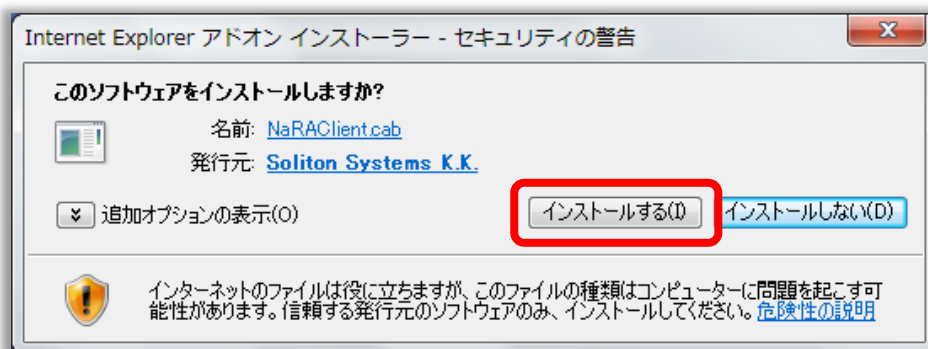 Internet Explorer アドオン インストーラー - セキュリティの警告
このソフトウェアをインストールしますか?
名前: NaRAClient.cab
発行元: Soliton Systems K.K.
追加オプションの表示(O)
インストールする(I)
インストールしない(D)
インターネットのファイルは役に立ちますが、このファイルの種類はコンピューターに問題を起こす可
能性があります。信頼する発行元のソフトウェアのみ、インストールしてください。危険性の説明